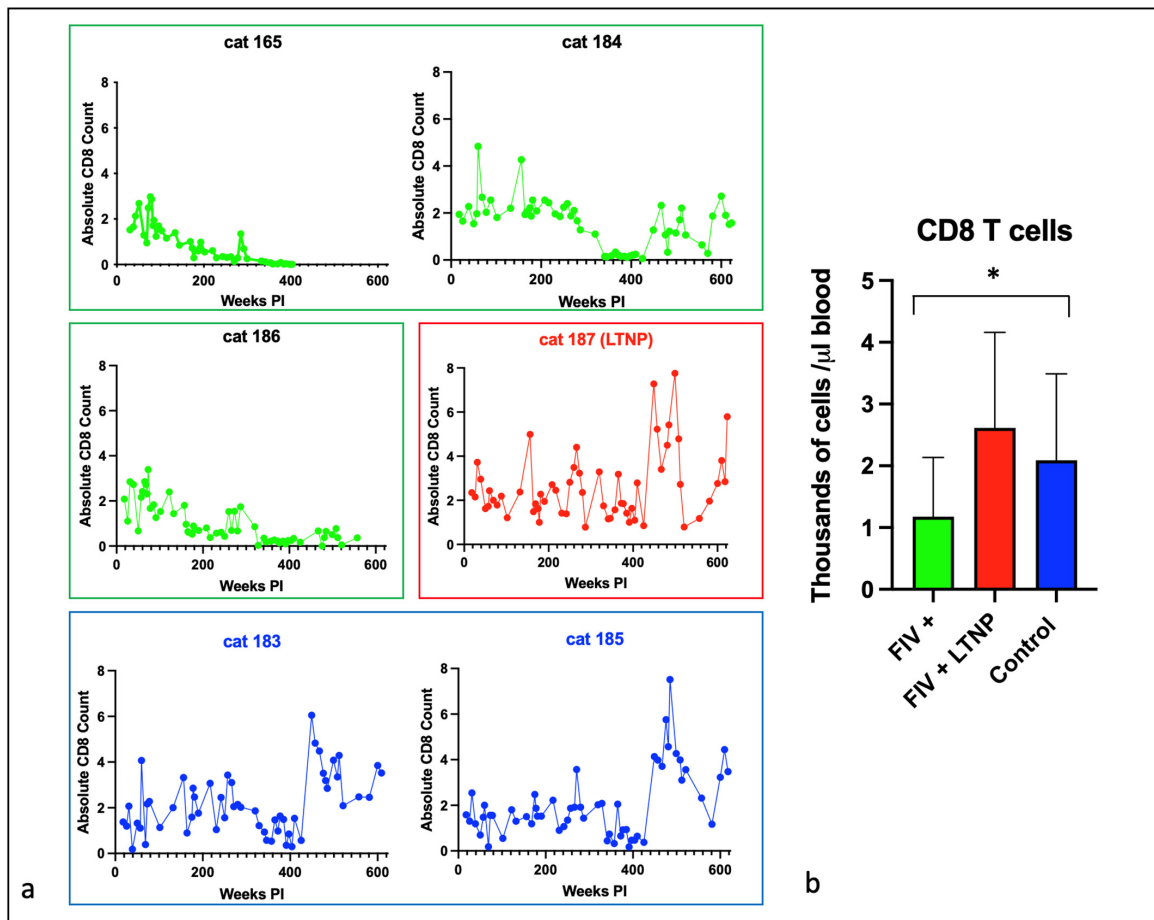 cat 165
Absolute CD8 Count
8
6
4
2
0
0 200 400 600
Weeks PI
cat 184
Absolute CD8 Count
8
6
4
2
0
0 200 400 600
Weeks PI
cat 186
Absolute CD8 Count
8
6
4
2
0
0 200 400 600
Weeks PI
cat 187 (LTNP)
Absolute CD8 Count
8
6
4
2
0
0 200 400 600
Weeks PI
cat 183
Absolute CD8 Count
8
6
4
2
0
0 200 400 600
Weeks PI
cat 185
Absolute CD8 Count
8
6
4
2
0
0 200 400 600
Weeks PI
a
CD8 T cells
*
Thousands of cells /μl blood
5
4
3
2
1
0
FIV +
FIV + LTNP
Control
b